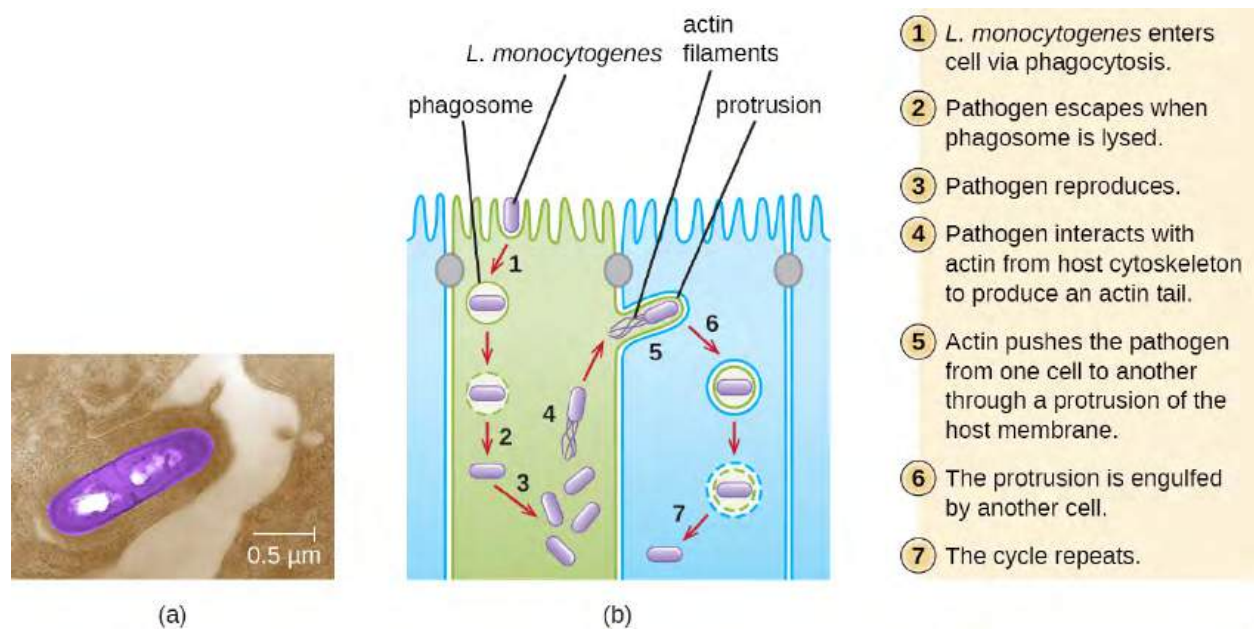 actin
filaments
L. monocytogenes
phagosome
protrusion
1
2
3
4
5
6
7
0.5 µm
(a)
(b)
1 L. monocytogenes enters
cell via phagocytosis.
2 Pathogen escapes when
phagosome is lysed.
3 Pathogen reproduces.
4 Pathogen interacts with
actin from host cytoskeleton
to produce an actin tail.
5 Actin pushes the pathogen
from one cell to another
through a protrusion of the
host membrane.
6 The protrusion is engulfed
by another cell.
7 The cycle repeats.